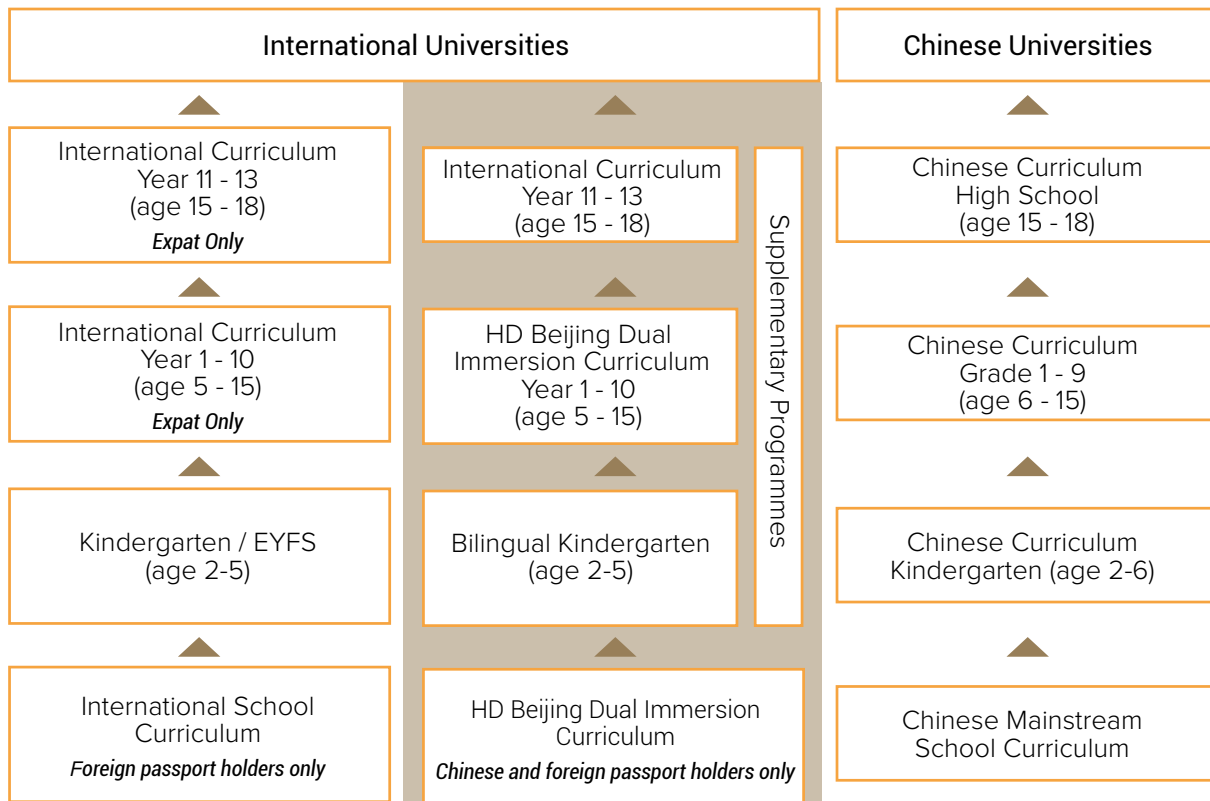 International Universities
Chinese Universities
International Curriculum
Year 11 - 13
(age 15 - 18)
Expat Only
International Curriculum
Year 11 - 13
(age 15 - 18)
Supplementary Programmes
Chinese Curriculum
High School
(age 15 - 18)
International Curriculum
Year 1 - 10
(age 5 - 15)
Expat Only
HD Beijing Dual
Immersion Curriculum
Year 1 - 10
(age 5 - 15)
Chinese Curriculum
Grade 1 - 9
(age 6 - 15)
Kindergarten / EYFS
(age 2-5)
Bilingual Kindergarten
(age 2-5)
Chinese Curriculum
Kindergarten (age 2-6)
International School
Curriculum
Foreign passport holders only
HD Beijing Dual Immersion
Curriculum
Chinese and foreign passport holders only
Chinese Mainstream
School Curriculum